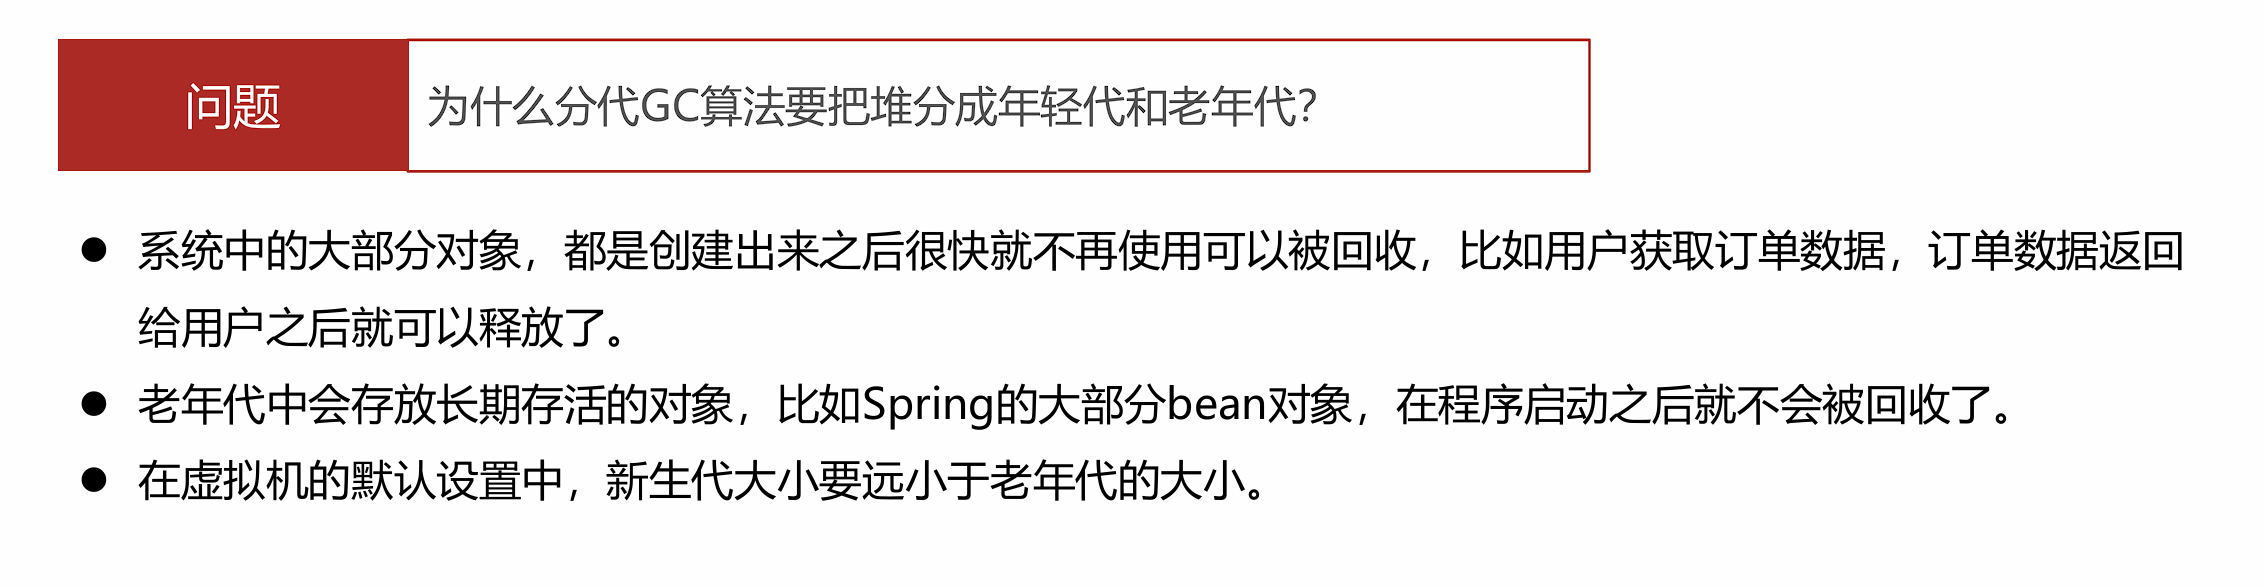 问题
为什么分代GC算法要把堆分成年轻代和老年代?
● 系统中的大部分对象，都是创建出来之后很快就不再使用可以被回收，比如用户获取订单数据，订单数据返回
给用户之后就可以释放了。
● 老年代中会存放长期存活的对象，比如Spring的大部分bean对象，在程序启动之后就不会被回收了。
● 在虚拟机的默认设置中，新生代大小要远小于老年代的大小。